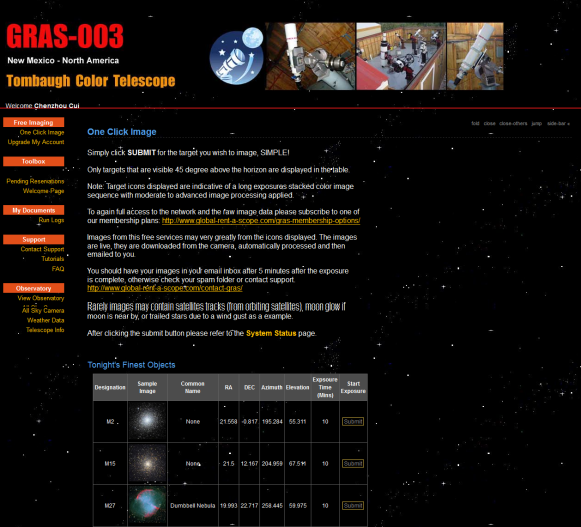 GRAS-003
New Mexico - North America
Tombaugh Color Telescope
Welcome Chenzhou Cui
fold close close-others jump side-bar
Free Imaging
One Click Image
Upgrade My Account
Toolbox
Pending Reservations
Welcome Page
My Documents
Run Logs
Support
Contact Support
Tutorials
FAQ
Observatory
View Observatory
All Sky Camera
Weather Data
Telescope Info
One Click Image
Simply click SUBMIT for the target you wish to image, SIMPLE!
Only targets that are visible 45 degree above the horizon are displayed in the table.
Note: Target icons displayed are indicative of a long exposures stacked color image
sequence with moderate to advanced image processing applied.
To again full access to the network and the raw image data please subscribe to one of
our membership plans: http://www.global-rent-a-scope.com/gras-membership-options/
Images from this free services may very greatly from the icons displayed. The images
are live, they are downloaded from the camera, automatically processed and then
emailed to you.
You should have your images in your email inbox after 5 minutes after the exposure
is complete, otherwise check your spam folder or contact support.
http://www.global-rent-a-scope.com/contact-gras/
Rarely images may contain satellites tracks (from orbiting satellites), moon glow if
moon is near by, or trailed stars due to a wind gust as a example.
After clicking the submit button please refer to the System Status page.
Tonight's Finest Objects
Designation Sample Image Common Name RA DEC Azimuth Elevation Expsoure Time (Mins) Start Exposure
M2 None 21.558 -0.817 195.284 55.311 10 Submit
M15 None 21.5 12.167 204.959 67.511 10 Submit
M27 Dumbbell Nebula 19.993 22.717 258.445 59.975 10 Submit